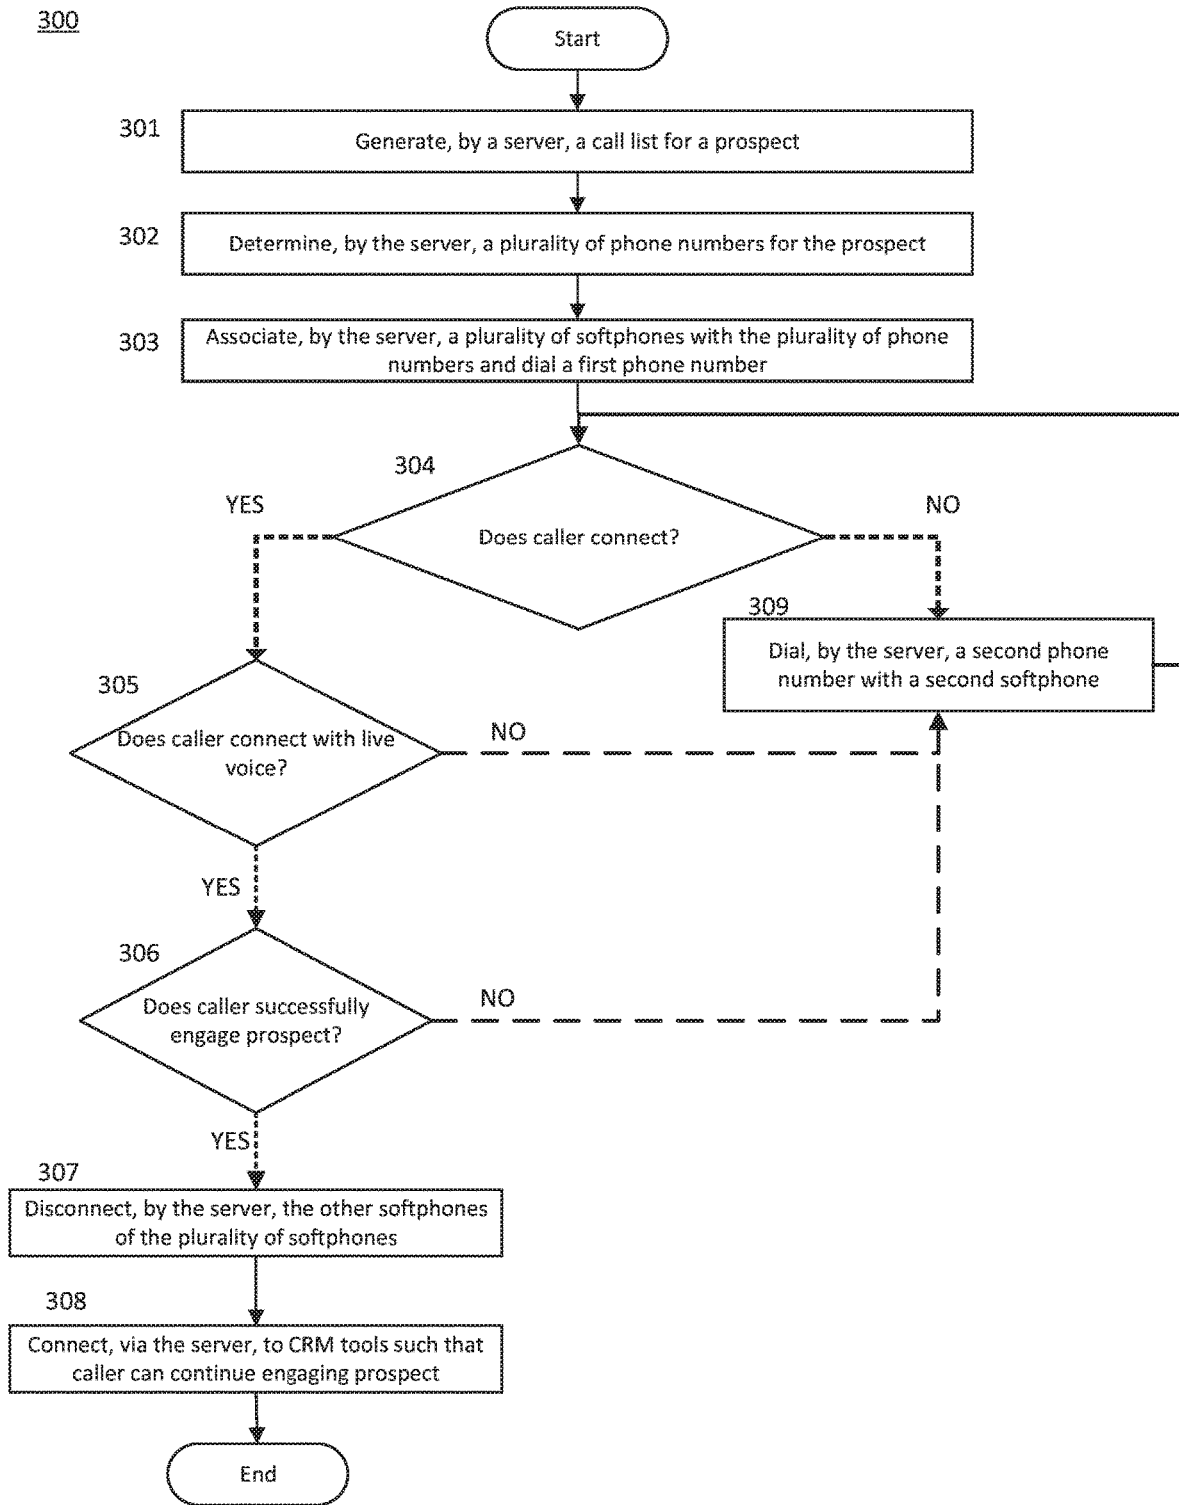 300
Start
301
Generate, by a server, a call list for a prospect
302
Determine, by the server, a plurality of phone numbers for the prospect
303
Associate, by the server, a plurality of softphones with the plurality of phone
numbers and dial a first phone number
304
YES
NO
Does caller connect?
309
Dial, by the server, a second phone
number with a second softphone
305
NO
Does caller connect with live
voice?
YES
306
NO
Does caller successfully
engage prospect?
YES
307
Disconnect, by the server, the other softphones
of the plurality of softphones
308
Connect, via the server, to CRM tools such that
caller can continue engaging prospect
End